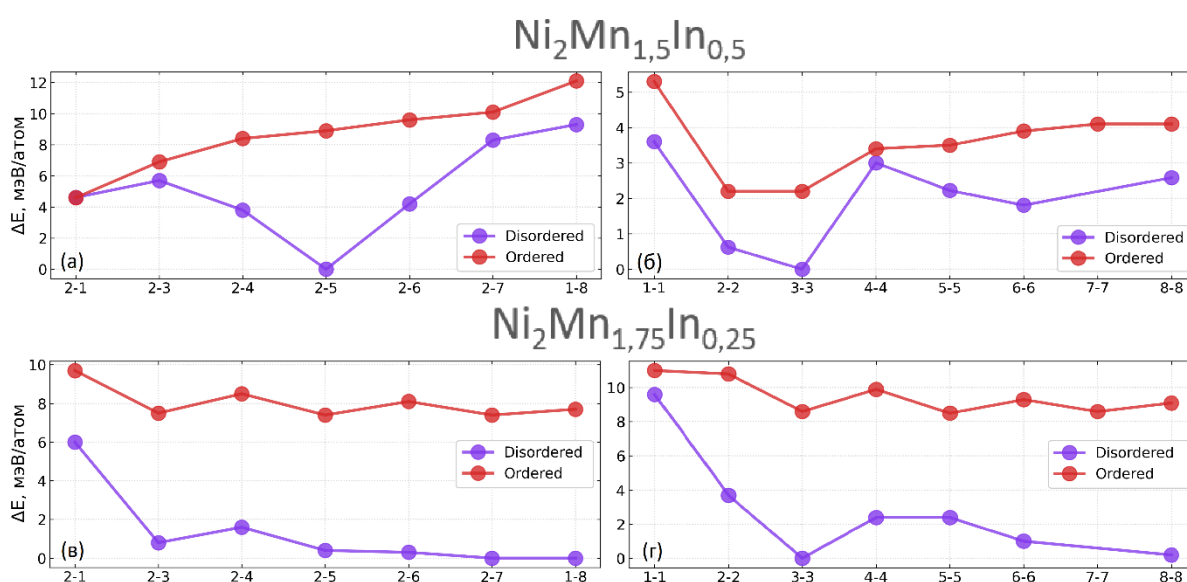 Ni₂Mn₁,₅In₀,₅
ΔE, мэВ/атом
12
10
8
6
4
2
0
(а)
Disordered
Ordered
2-1 2-3 2-4 2-5 2-6 2-7 1-8
5
4
3
2
1
0
(б)
Disordered
Ordered
1-1 2-2 3-3 4-4 5-5 6-6 7-7 8-8
Ni₂Mn₁,₇₅In₀,₂₅
ΔE, мэВ/атом
10
8
6
4
2
0
(в)
Disordered
Ordered
2-1 2-3 2-4 2-5 2-6 2-7 1-8
10
8
6
4
2
0
(г)
Disordered
Ordered
1-1 2-2 3-3 4-4 5-5 6-6 7-7 8-8